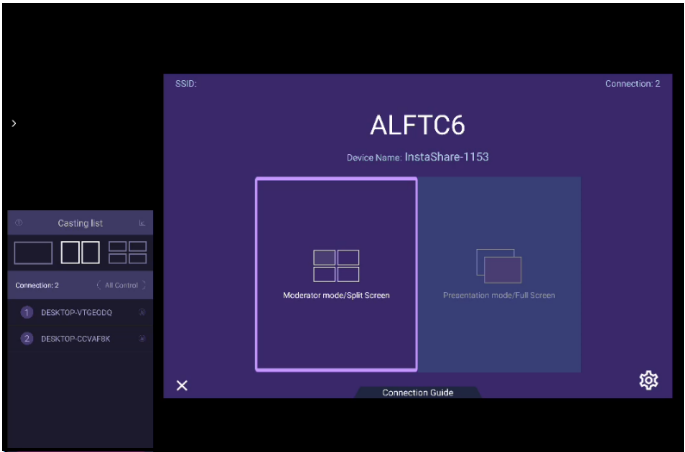 SSID:
Connection: 2
ALFTC6
Device Name: InstaShare-1153
Moderator mode/Split Screen
Presentation mode/Full Screen
Connection Guide
Casting list
Connection: 2
All Control
1 DESKTOP-VTGEGDQ
2 DESKTOP-CCVAF8K